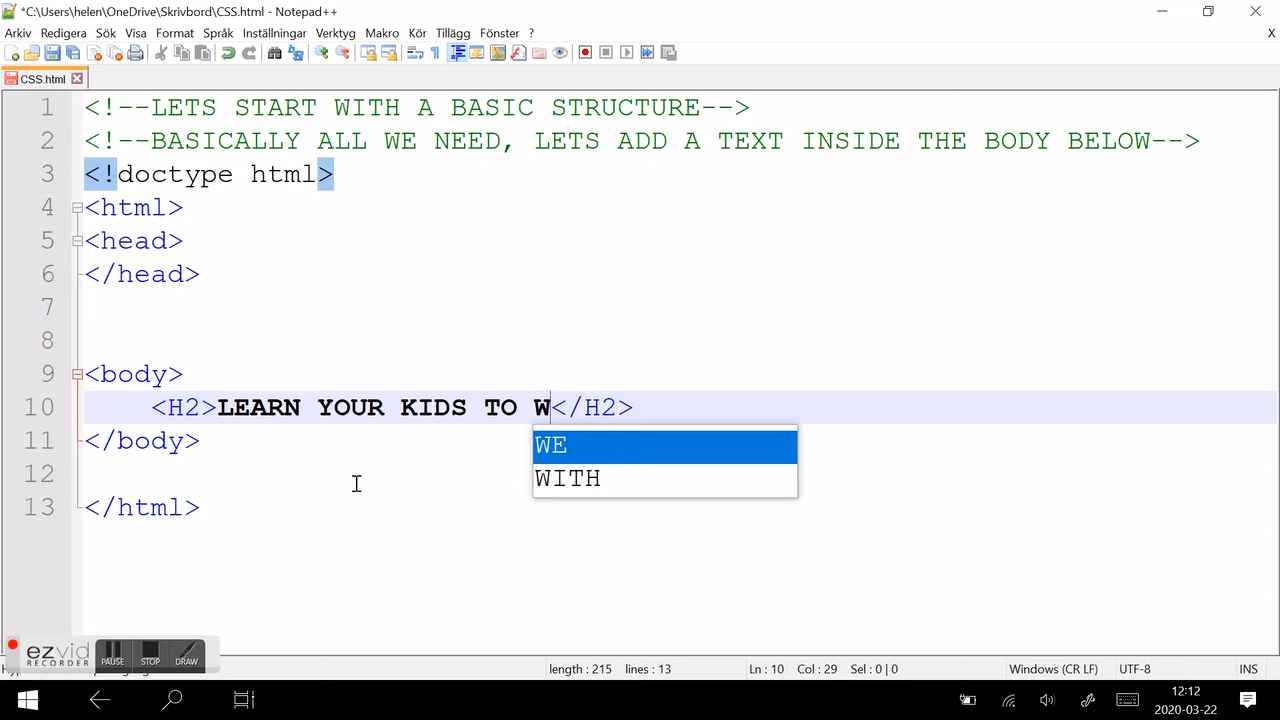 *C:\Users\helen\OneDrive\Skrivbord\CSS.html - Notepad++
Arkiv Redigera Sök Visa Format Språk Inställningar Verktyg Makro Kör Tillägg Fönster ? X
CSS.html
1 <!--LETS START WITH A BASIC STRUCTURE-->
2 <!--BASICALLY ALL WE NEED, LETS ADD A TEXT INSIDE THE BODY BELOW-->
3 <!doctype html>
4 <html>
5 <head>
6 </head>
7
8
9 <body>
10 <H2>LEARN YOUR KIDS TO W</H2>
WE
11 </body>
WITH
12
13 </html>
ezvid
RECORDER
PAUSE STOP DRAW
length : 215 lines : 13 Ln : 10 Col : 29 Sel : 0 | 0 Windows (CR LF) UTF-8 INS
12:12
2020-03-22